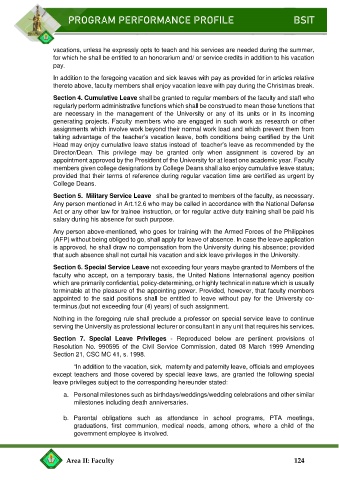 PROGRAM PERFORMANCE PROFILE BSIT
vacations, unless he expressly opts to teach and his services are needed during the summer,
for which he shall be entitled to an honorarium and/ or service credits in addition to his vacation
pay.
In addition to the foregoing vacation and sick leaves with pay as provided for in articles relative
thereto above, faculty members shall enjoy vacation leave with pay during the Christmas break.
Section 4. Cumulative Leave shall be granted to regular members of the faculty and staff who
regularly perform administrative functions which shall be construed to mean those functions that
are necessary in the management of the University or any of its units or in its incoming
generating projects. Faculty members who are engaged in such work as research or other
assignments which involve work beyond their normal work load and which prevent them from
taking advantage of the teacher's vacation leave, both conditions being certified by the Unit
Head may enjoy cumulative leave status instead of teacher's leave as recommended by the
Director/Dean. This privilege may be granted only when assignment is covered by an
appointment approved by the President of the University for at least one academic year. Faculty
members given college designations by College Deans shall also enjoy cumulative leave status;
provided that their terms of reference during regular vacation time are certified as urgent by
College Deans.
Section 5. Military Service Leave shall be granted to members of the faculty, as necessary.
Any person mentioned in Art.12.6 who may be called in accordance with the National Defense
Act or any other law for trainee instruction, or for regular active duty training shall be paid his
salary during his absence for such purpose.
Any person above-mentioned, who goes for training with the Armed Forces of the Philippines
(AFP) without being obliged to go, shall apply for leave of absence. In case the leave application
is approved, he shall draw no compensation from the University during his absence; provided
that such absence shall not curtail his vacation and sick leave privileges in the University.
Section 6. Special Service Leave not exceeding four years maybe granted to Members of the
faculty who accept, on a temporary basis, the United Nations International agency position
which are primarily confidential, policy-determining, or highly technical in nature which is usually
terminable at the pleasure of the appointing power. Provided, however, that faculty members
appointed to the said positions shall be entitled to leave without pay for the University co-
terminus (but not exceeding four (4) years) of such assignment.
Nothing in the foregoing rule shall preclude a professor on special service leave to continue
serving the University as professional lecturer or consultant in any unit that requires his services.
Section 7. Special Leave Privileges - Reproduced below are pertinent provisions of
Resolution No. 990595 of the Civil Service Commission, dated 08 March 1999 Amending
Section 21, CSC MC 41, s. 1998.
"In addition to the vacation, sick, maternity and paternity leave, officials and employees
except teachers and those covered by special leave laws, are granted the following special
leave privileges subject to the corresponding hereunder stated:
a. Personal milestones such as birthdays/weddings/wedding celebrations and other similar
milestones including death anniversaries.
b. Parental obligations such as attendance in school programs, PTA meetings,
graduations, first communion, medical needs, among others, where a child of the
government employee is involved.
Area II: Faculty 124